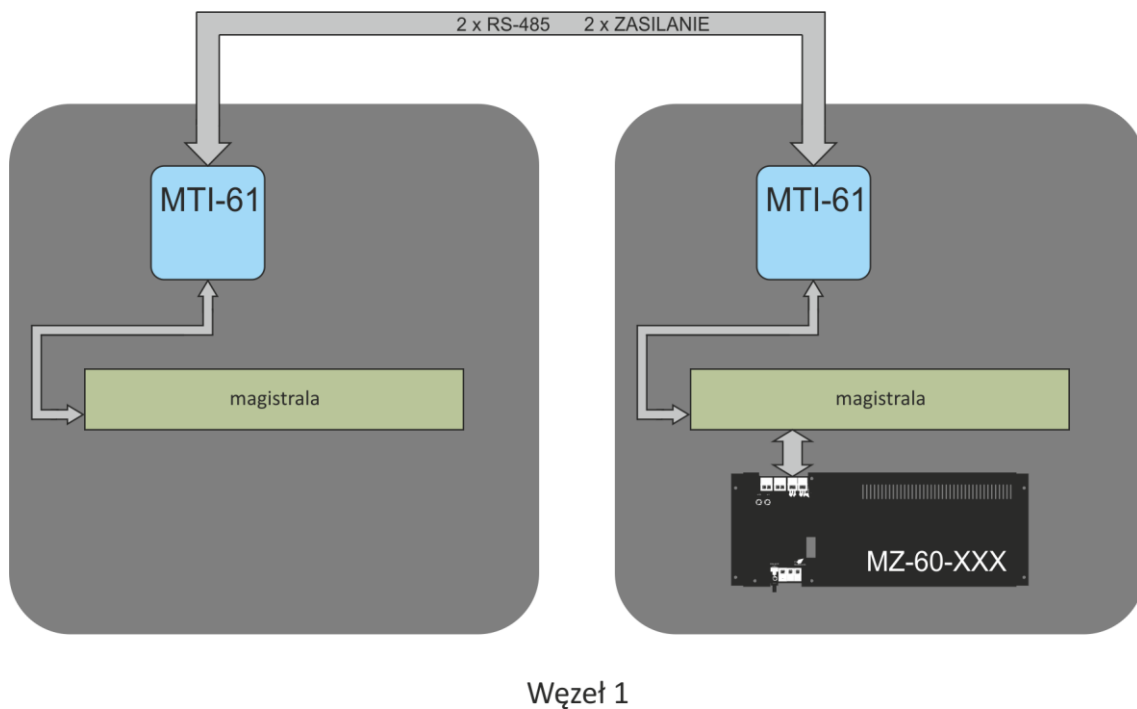 2 x RS-485 2 x ZASILANIE
MTI-61
MTI-61
magistrala
magistrala
MZ-60-XXX
Węzeł 1